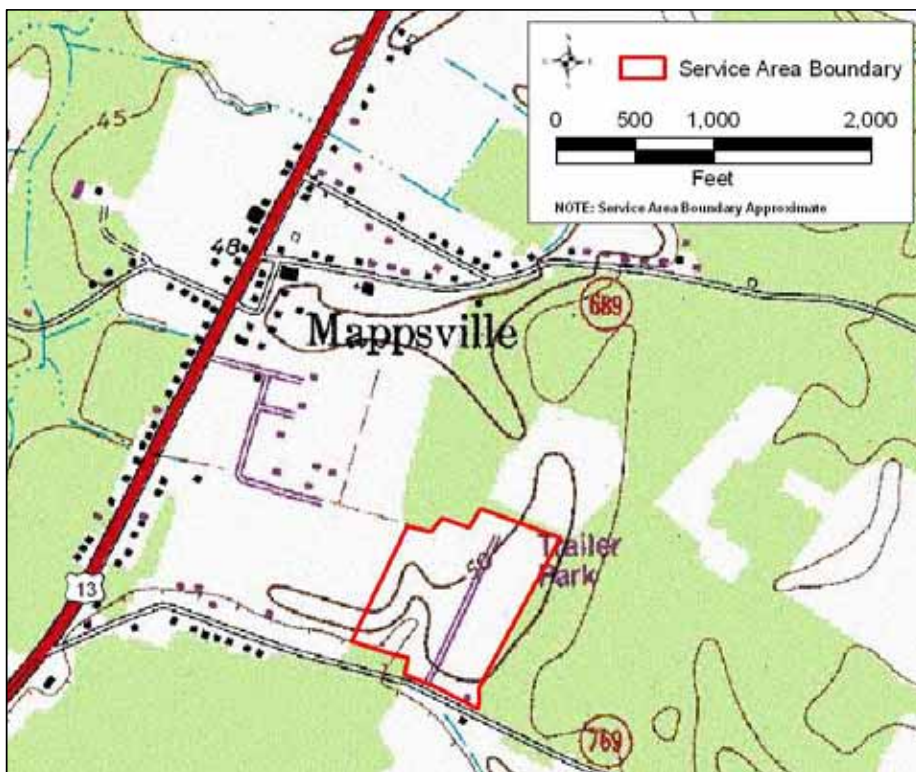 Service Area Boundary
0 500 1,000 2,000
Feet
NOTE: Service Area Boundary Approximate
45
48
689
Mappsville
50
Trailer
Park
13
769